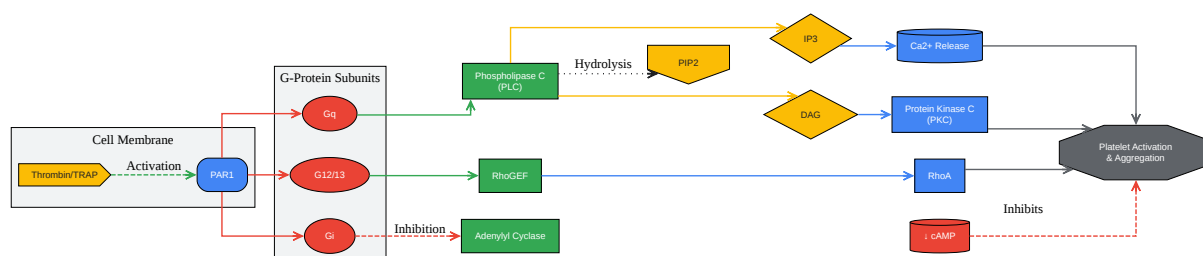 G-Protein Subunits
Cell Membrane
Thrombin/TRAP
Activation
PAR1
Gq
G12/13
Gi
Inhibition
Phospholipase C
(PLC)
Hydrolysis
PIP2
RhoGEF
Adenylyl Cyclase
IP3
DAG
Ca2+ Release
Protein Kinase C
(PKC)
RhoA
↓ cAMP
Inhibits
Platelet Activation
& Aggregation